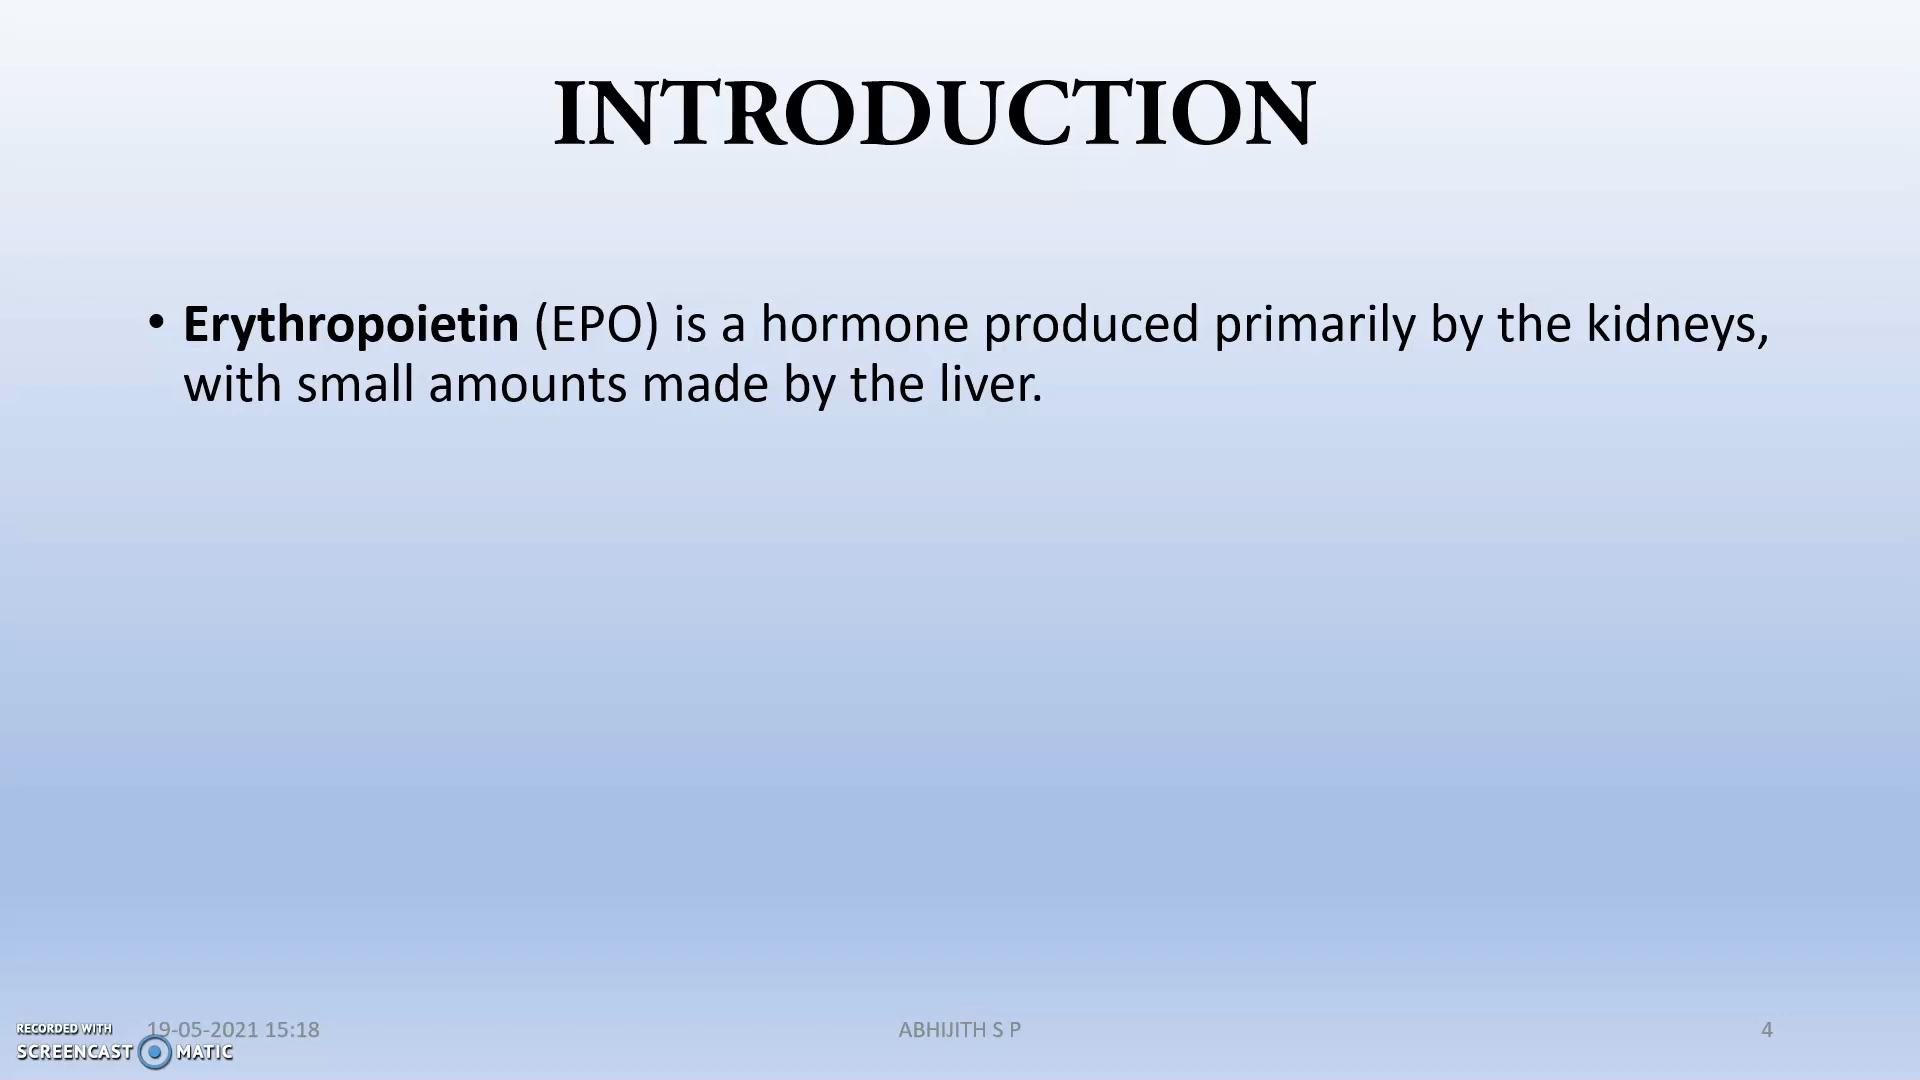 INTRODUCTION
• Erythropoietin (EPO) is a hormone produced primarily by the kidneys,
with small amounts made by the liver.
19-05-2021 15:18
ABHIJITH S P
4
RECORDED WITH
SCREENCAST MATIC